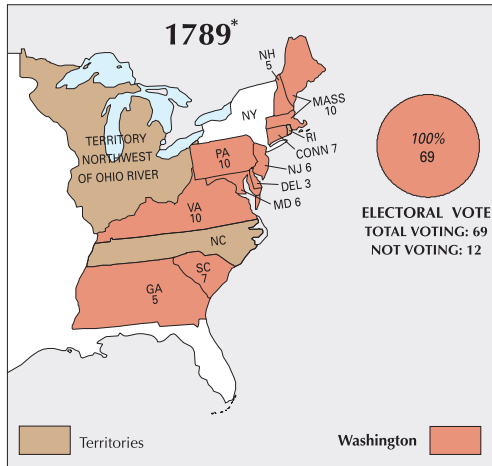 1789*
NH
5
MASS
10
NY
RI
CONN 7
NJ 6
DEL 3
MD 6
PA
10
TERRITORY
NORTHWEST
OF OHIO RIVER
VA
10
NC
SC
7
GA
5
100%
69
ELECTORAL VOTE
TOTAL VOTING: 69
NOT VOTING: 12
Territories
Washington